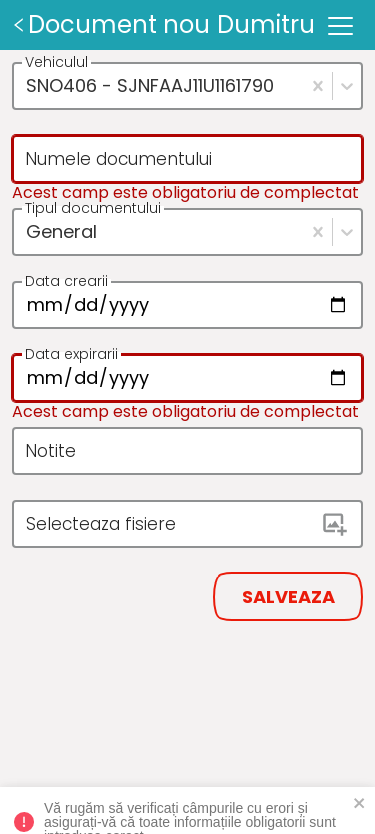 Document nou Dumitru
Vehiculul
SNO406 - SJNFAAJ11U1161790
Numele documentului
Acest camp este obligatoriu de complectat
Tipul documentului
General
Data crearii
mm/dd/yyyy
Data expirarii
mm/dd/yyyy
Acest camp este obligatoriu de complectat
Notite
Selecteaza fisiere
SALVEAZA
Vă rugăm să verificați câmpurile cu erori și
asigurați-vă că toate informațiile obligatorii sunt
introduse corect